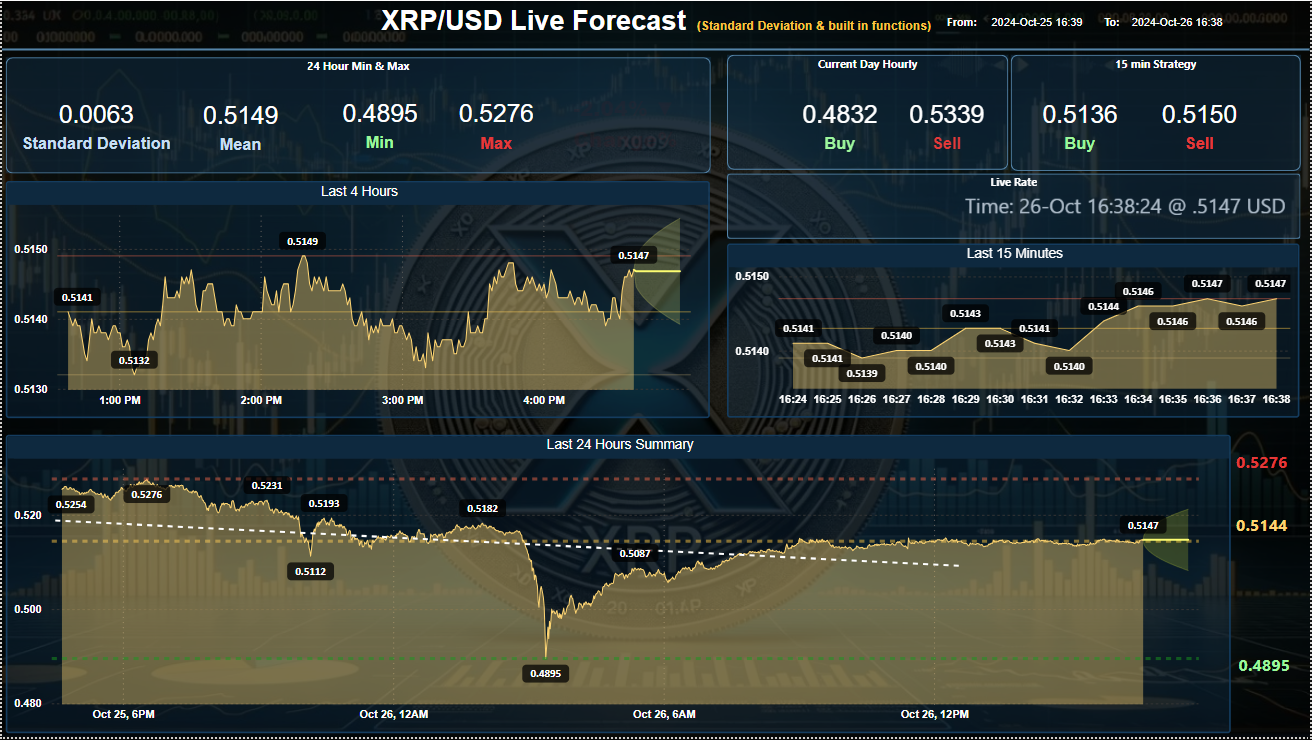 XRP/USD Live Forecast (Standard Deviation & built in functions) From: 2024-Oct-25 16:39 To: 2024-Oct-26 16:38
24 Hour Min & Max
0.0063 0.5149 0.4895 0.5276
Standard Deviation Mean Min Max
Current Day Hourly
0.4832 0.5339
Buy Sell
15 min Strategy
0.5136 0.5150
Buy Sell
Live Rate
Time: 26-Oct 16:38:24 @ .5147 USD
Last 4 Hours
0.5150
0.5140
0.5130
0.5141
0.5132
0.5149
0.5147
1:00 PM 2:00 PM 3:00 PM 4:00 PM
Last 15 Minutes
0.5150
0.5140
0.5141
0.5141
0.5139
0.5140
0.5140
0.5143
0.5143
0.5141
0.5140
0.5144
0.5146
0.5146
0.5147
0.5146
0.5147
16:24 16:25 16:26 16:27 16:28 16:29 16:30 16:31 16:32 16:33 16:34 16:35 16:36 16:37 16:38
Last 24 Hours Summary
0.520
0.500
0.480
0.5254
0.5276
0.5231
0.5112
0.5193
0.5182
0.4895
0.5087
0.5147
0.5276
0.5144
0.4895
Oct 25, 6PM Oct 26, 12AM Oct 26, 6AM Oct 26, 12PM
XRP